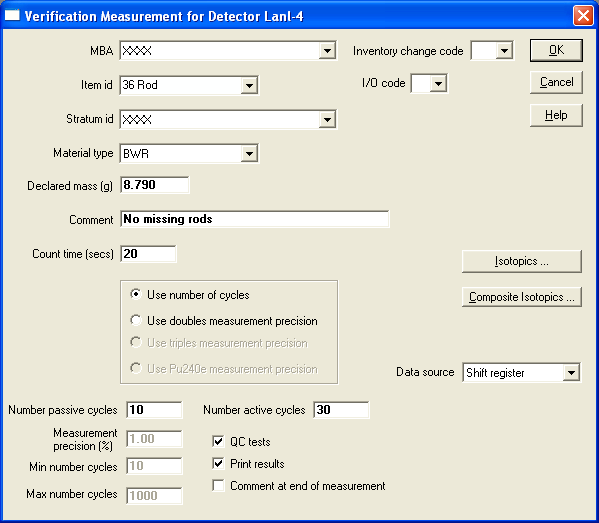 Verification Measurement for Detector Lanl-4
MBA XXXX Inventory change code OK
Item id 36 Rod I/O code Cancel
Stratum id XXXX Help
Material type BWR
Declared mass (g) 8.790
Comment No missing rods
Count time (secs) 20
Isotopics ...
Use number of cycles Composite Isotopics ...
Use doubles measurement precision
Use triples measurement precision
Use Pu240e measurement precision
Data source Shift register
Number passive cycles 10 Number active cycles 30
Measurement
precision (%) 1.00 QC tests
Min number cycles 10 Print results
Max number cycles 1000 Comment at end of measurement